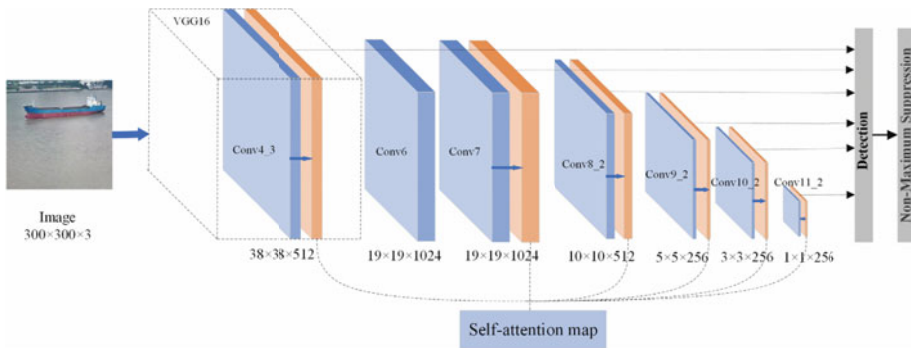 VGG16
Conv4_3
Conv6
Conv7
Conv8_2
Conv9_2
Conv10_2
Conv11_2
Detection
Non-Maximum Suppression
Image
300×300×3
38×38×512
19×19×1024
19×19×1024
10×10×512
5×5×256
3×3×256
1×1×256
Self-attention map